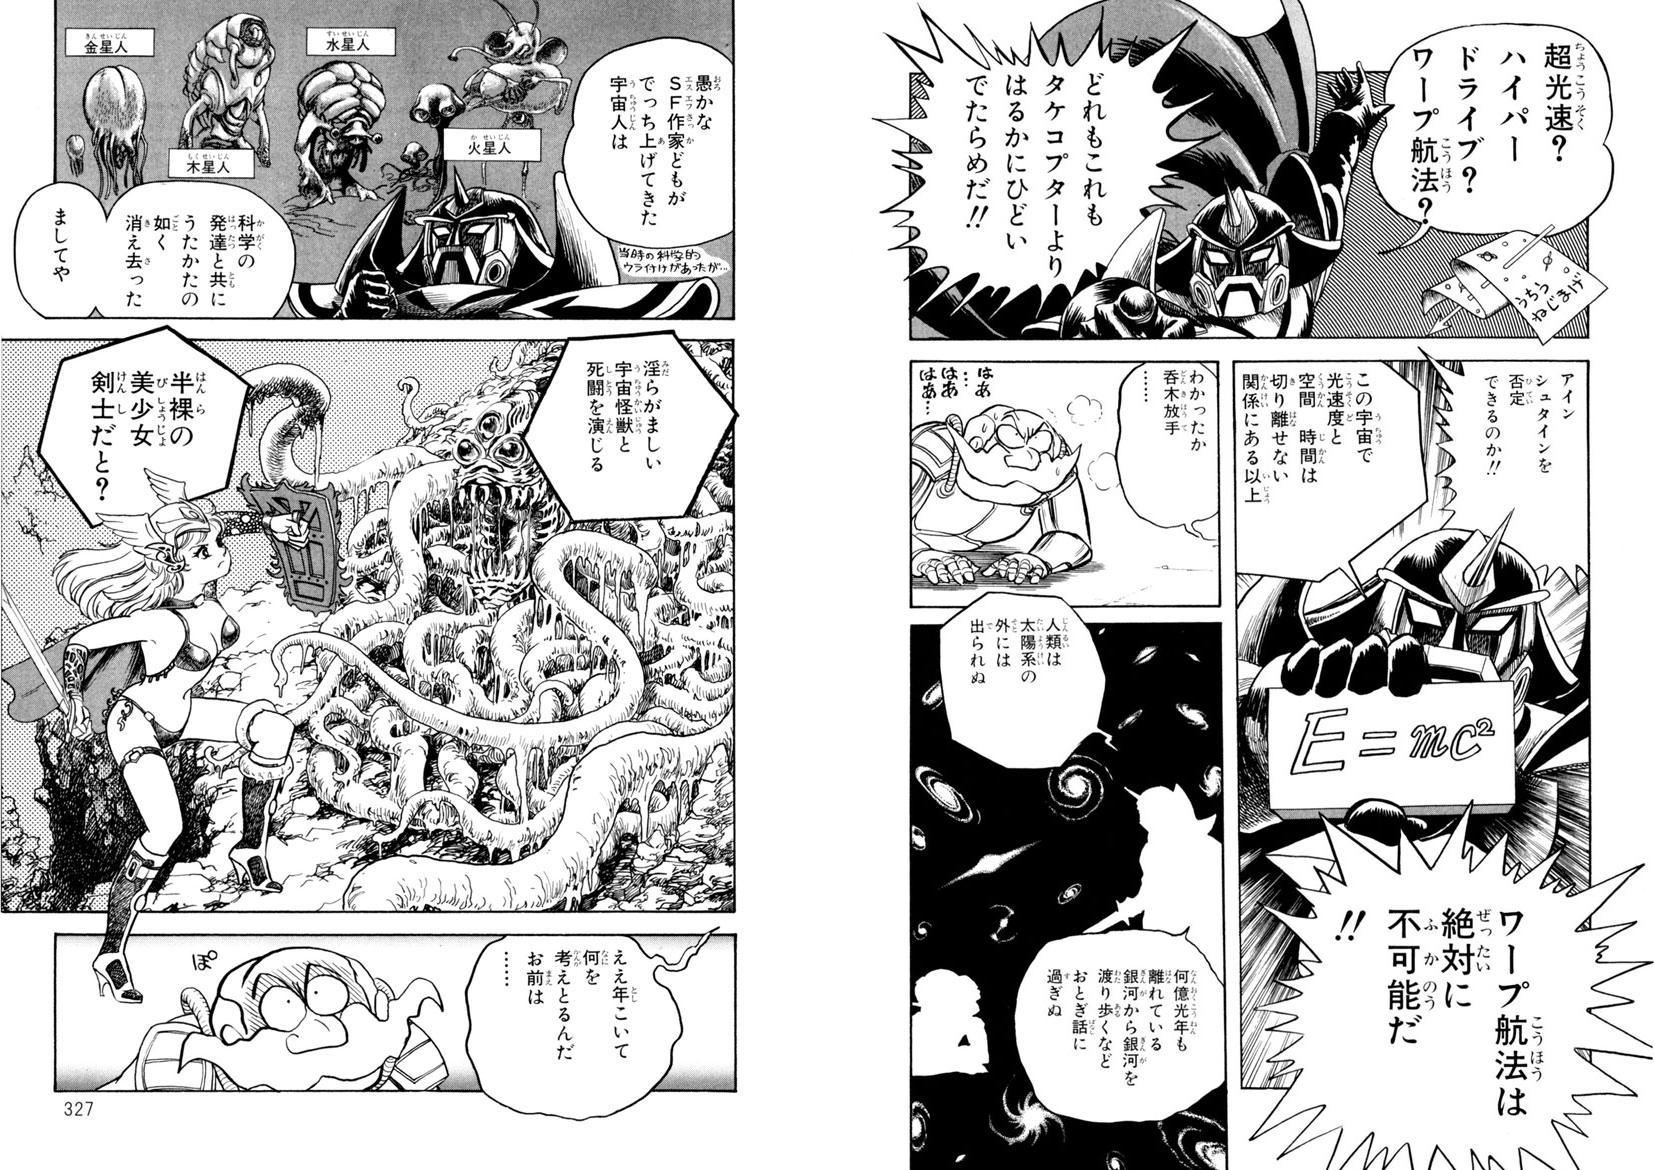 超光速?
ハイパー
ドライブ?
ワープ航法?
うちう
ねじまげ
どれもこれも
タケコプターより
はるかにひどい
でたらめだ!!
アイン
シュタインを
否定
できるのか!!
この宇宙で
光速度と
空間 時間は
切り離せない
関係にある以上
E=mc²
ワープ航法は
絶対に
不可能だ
!!
わかったか
呑木放手
……
はぁ
…
はぁ
はぁ…
人類は
太陽系の
外には
出られぬ
何億光年も
離れている
銀河から銀河を
渡り歩くなど
おとぎ話に
過ぎぬ
愚かな
SF作家どもが
でっち上げてきた
宇宙人は
当時の科学的
ウラ付けがあったが…
火星人
水星人
木星人
金星人
科学の
発達と共に
うたかたの
如く
消え去った
ましてや
淫らがましい
宇宙怪獣と
死闘を演じる
半裸の
美少女
剣士だと?
ええ年こいて
何を
考えとるんだ
お前は
……
ぽ
327